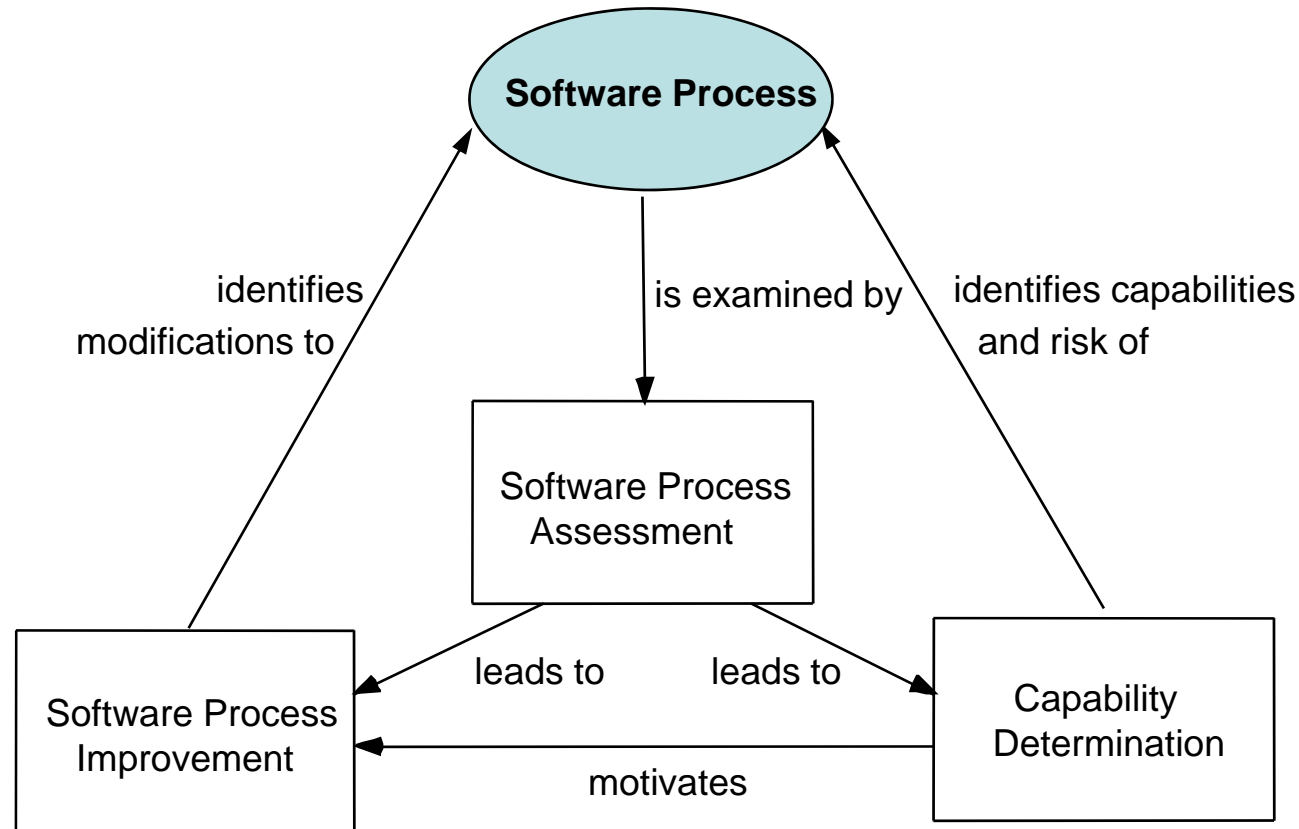 Software Process
identifies
modifications to
is examined by
identifies capabilities
and risk of
Software Process
Assessment
leads to
leads to
Software Process
Improvement
Capability
Determination
motivates